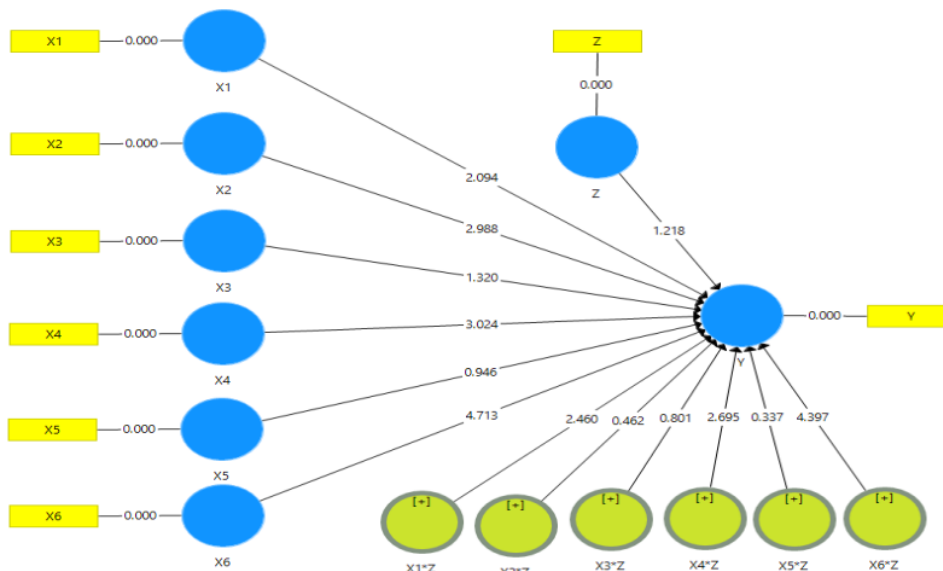 X1
0.000
X1
X2
0.000
X2
X3
0.000
X3
X4
0.000
X4
X5
0.000
X5
X6
0.000
X6
Z
0.000
Z
1.218
2.094
2.988
1.320
3.024
0.946
4.713
Y
0.000
Y
2.460
0.462
0.801
2.695
0.337
4.397
[+]
[+]
[+]
[+]
[+]
[+]
X1*Z
X2*Z
X3*Z
X4*Z
X5*Z
X6*Z